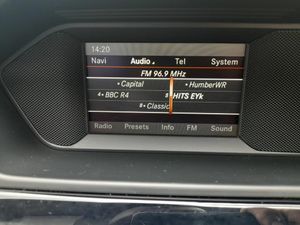 14:20
Navi Audio Tel System
FM 96.9 MHz
Capital HumberWR
BBC R4 HITS EYk
Classic
Radio Presets Info FM Sound